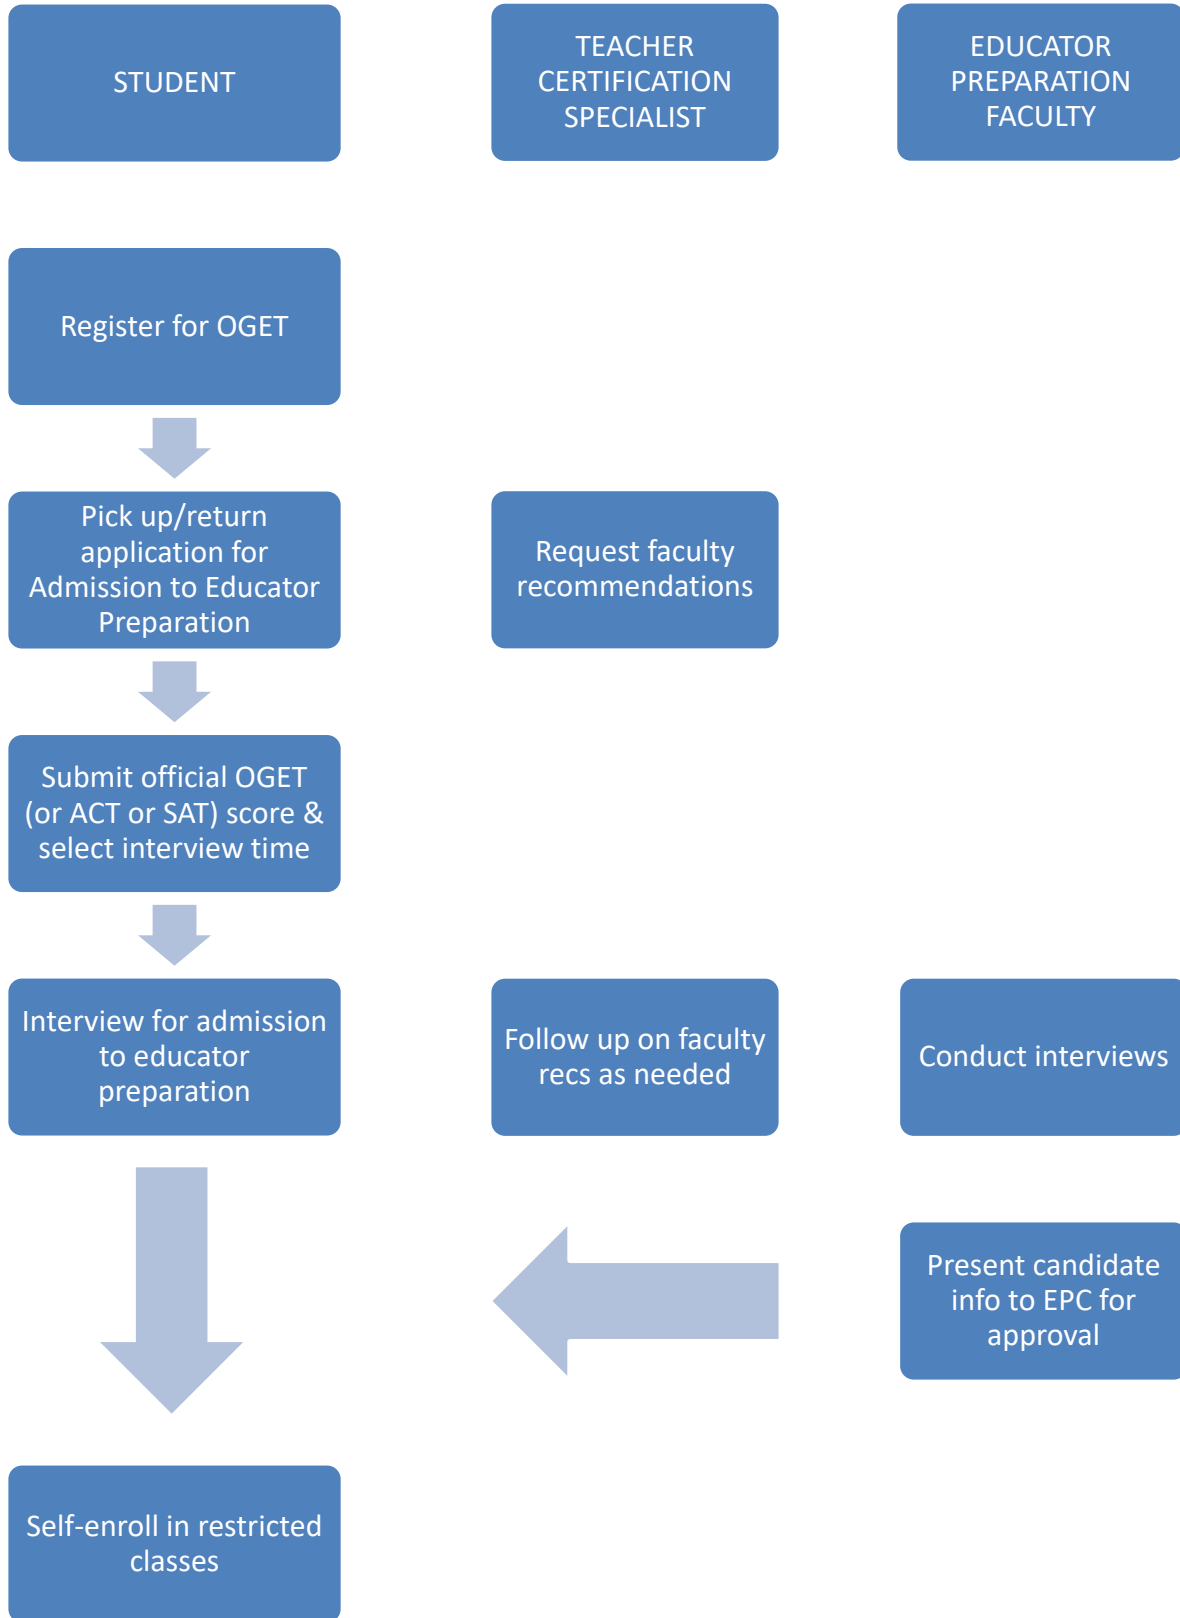 STUDENT
TEACHER
CERTIFICATION
SPECIALIST
EDUCATOR
PREPARATION
FACULTY
Register for OGET
Pick up/return
application for
Admission to Educator
Preparation
Request faculty
recommendations
Submit official OGET
(or ACT or SAT) score &
select interview time
Interview for admission
to educator
preparation
Follow up on faculty
recs as needed
Conduct interviews
Present candidate
info to EPC for
approval
Self-enroll in restricted
classes